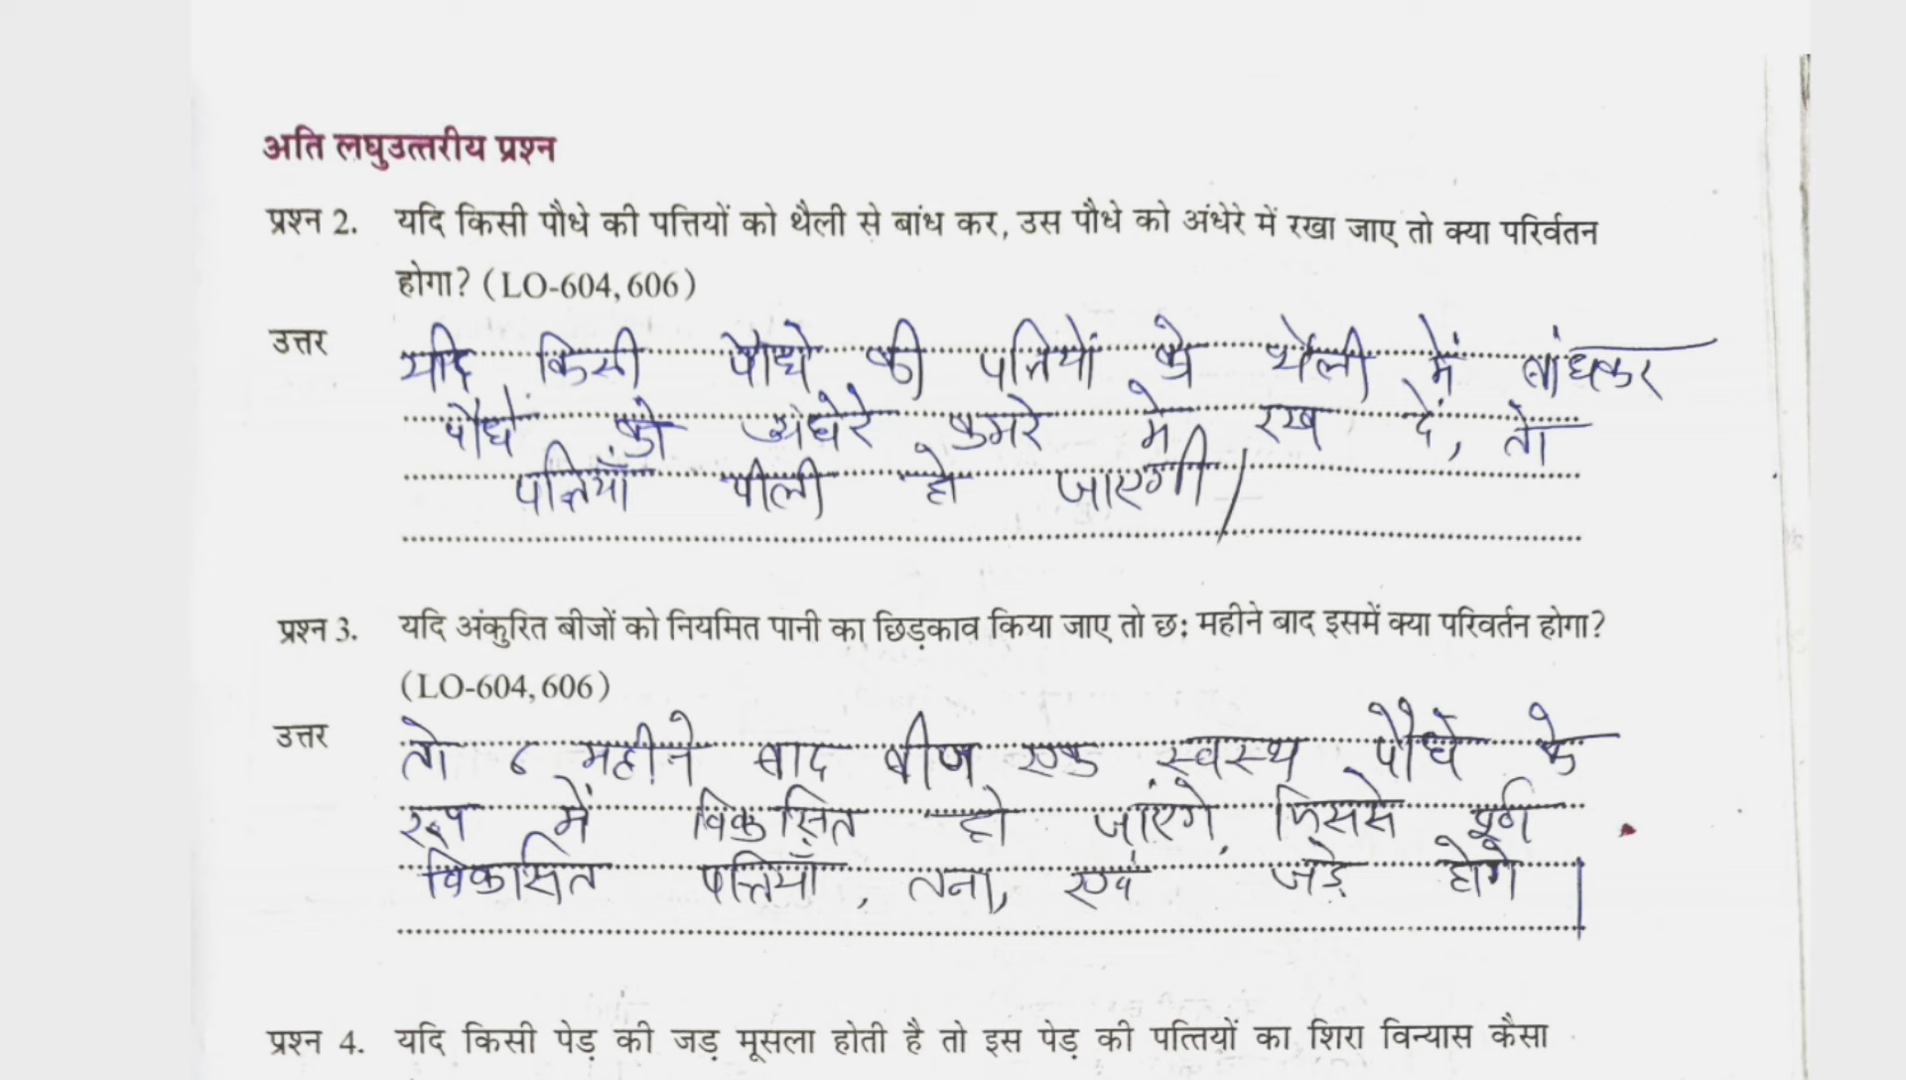 अति लघुउत्तरीय प्रश्न
प्रश्न 2. यदि किसी पौधे की पत्तियों को थैली से बांध कर, उस पौधे को अंधेरे में रखा जाए तो क्या परिर्वतन
होगा? (LO-604, 606)
उत्तर यदि किसी पौधे की पत्तियों को थैली में बांधकर
पौधे को अंधेरे कमरे मे रख दें, तो
पत्तियाँ पीली हो जाएगी।
प्रश्न 3. यदि अंकुरित बीजों को नियमित पानी का छिड़काव किया जाए तो छः महीने बाद इसमें क्या परिवर्तन होगा?
(LO-604, 606)
उत्तर तो 6 महीने बाद बीज एक स्वस्थ पौधे के
रूप में विकसित हो जाएंगे, जिससे पूर्ण
विकसित पत्तियाँ, तना, एवं जड़े होगे।
प्रश्न 4. यदि किसी पेड़ की जड़ मूसला होती है तो इस पेड़ की पत्तियों का शिरा विन्यास कैसा